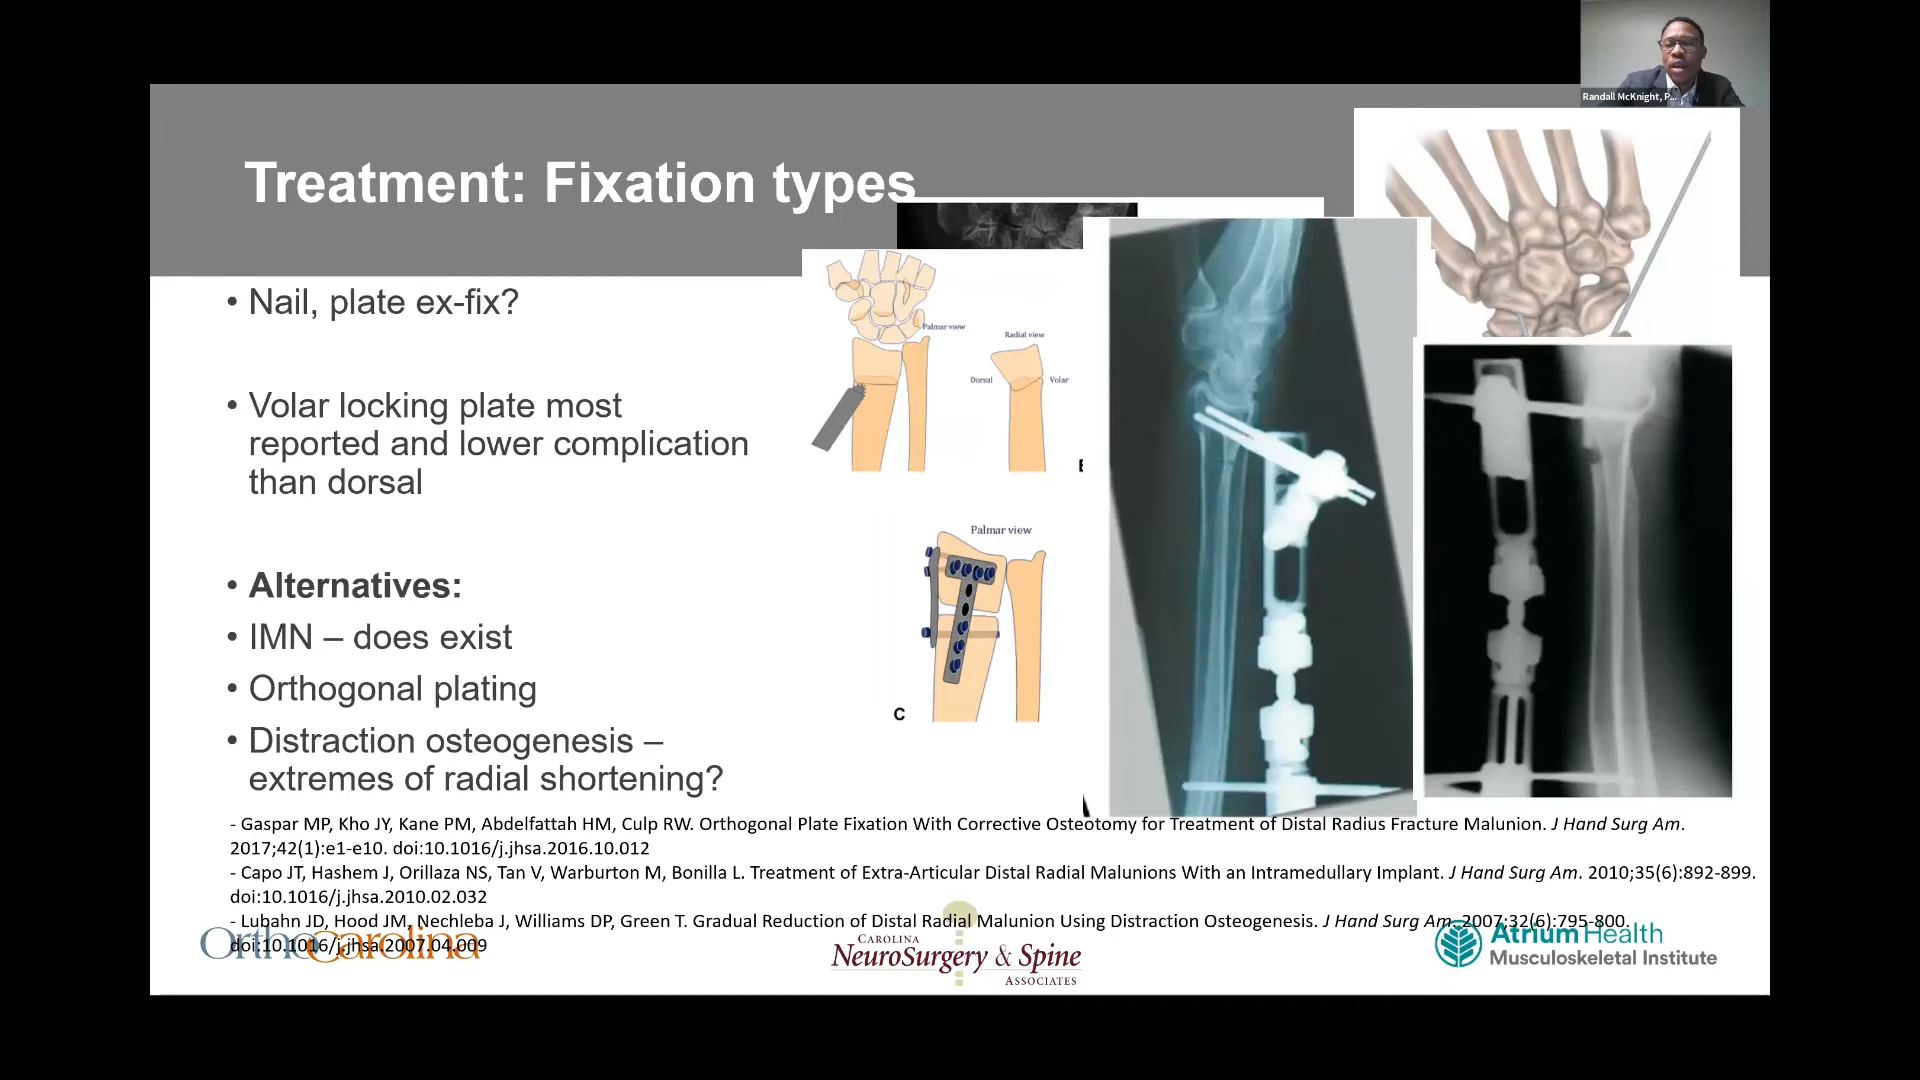 Randall McKnight, P...
Treatment: Fixation types
• Nail, plate ex-fix?
• Volar locking plate most
reported and lower complication
than dorsal
• Alternatives:
• IMN – does exist
• Orthogonal plating
• Distraction osteogenesis –
extremes of radial shortening?
Palmar view
Radial view
Dorsal
Volar
Palmar view
C
- Gaspar MP, Kho JY, Kane PM, Abdelfattah HM, Culp RW. Orthogonal Plate Fixation With Corrective Osteotomy for Treatment of Distal Radius Fracture Malunion. J Hand Surg Am.
2017;42(1):e1-e10. doi:10.1016/j.jhsa.2016.10.012
- Capo JT, Hashem J, Orillaza NS, Tan V, Warburton M, Bonilla L. Treatment of Extra-Articular Distal Radial Malunions With an Intramedullary Implant. J Hand Surg Am. 2010;35(6):892-899.
doi:10.1016/j.jhsa.2010.02.032
- Lubahn JD, Hood JM, Nechleba J, Williams DP, Green T. Gradual Reduction of Distal Radial Malunion Using Distraction Osteogenesis. J Hand Surg Am. 2007;32(6):795-800.
doi:10.1016/j.jhsa.2007.04.009
OrthoCarolina
CAROLINA
NEUROSURGERY & SPINE
ASSOCIATES
Atrium Health
Musculoskeletal Institute